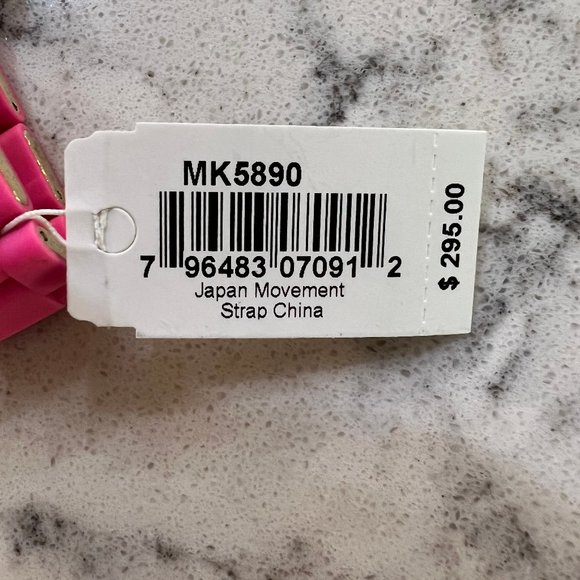 MK5890
7 96483 07091 2
Japan Movement
Strap China
$ 295.00